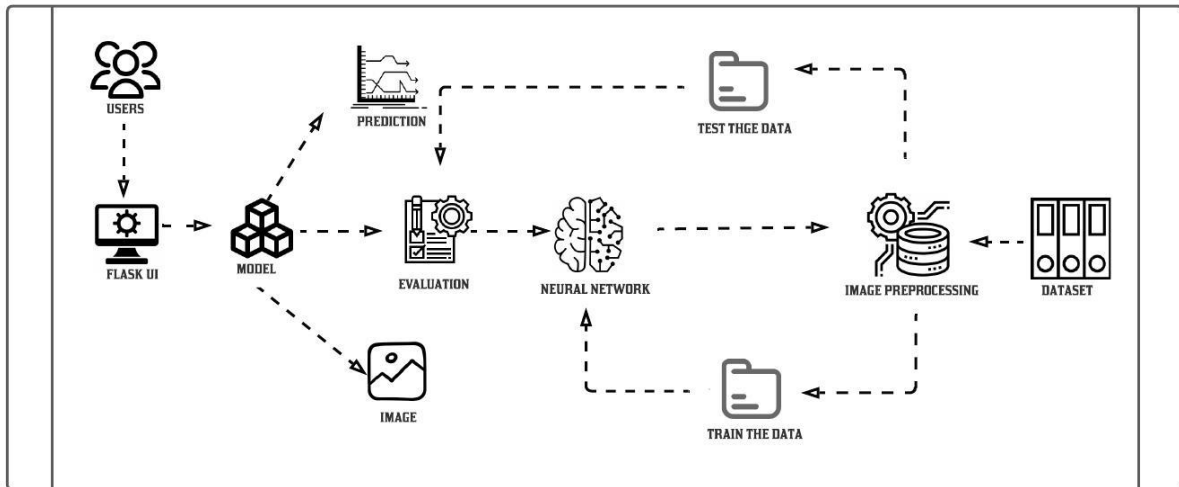 USERS
PREDICTION
TEST THGE DATA
FLASK UI
MODEL
EVALUATION
NEURAL NETWORK
IMAGE PREPROCESSING
DATASET
IMAGE
TRAIN THE DATA